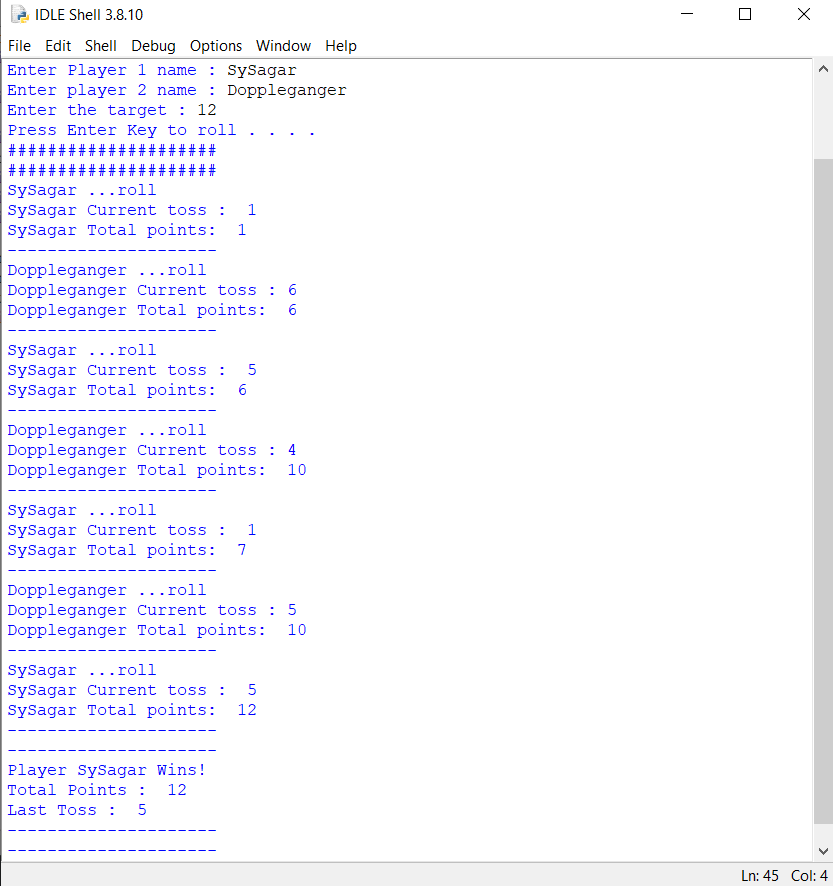 IDLE Shell 3.8.10
File Edit Shell Debug Options Window Help
Enter Player 1 name : SySagar
Enter player 2 name : Doppleganger
Enter the target : 12
Press Enter Key to roll . . . .
#####################
#####################
SySagar ...roll
SySagar Current toss :  1
SySagar Total points:  1
---------------------
Doppleganger ...roll
Doppleganger Current toss : 6
Doppleganger Total points:  6
---------------------
SySagar ...roll
SySagar Current toss :  5
SySagar Total points:  6
---------------------
Doppleganger ...roll
Doppleganger Current toss : 4
Doppleganger Total points:  10
---------------------
SySagar ...roll
SySagar Current toss :  1
SySagar Total points:  7
---------------------
Doppleganger ...roll
Doppleganger Current toss : 5
Doppleganger Total points:  10
---------------------
SySagar ...roll
SySagar Current toss :  5
SySagar Total points:  12
---------------------
---------------------
Player SySagar Wins!
Total Points :  12
Last Toss :  5
---------------------
---------------------
Ln: 45 Col: 4